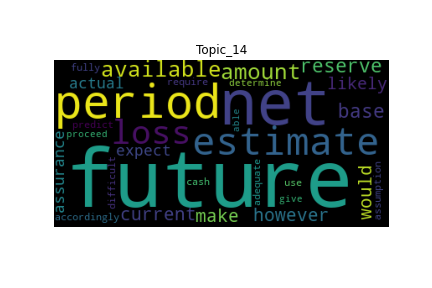 Topic_14
fully
available
amount
reserve
actual
require
determine
likely
period
net
base
predict
proceed
loss
able
estimate
assurance
expect
difficult
future
cash
use
adequate
give
would
assumption
accordingly
current
make
however